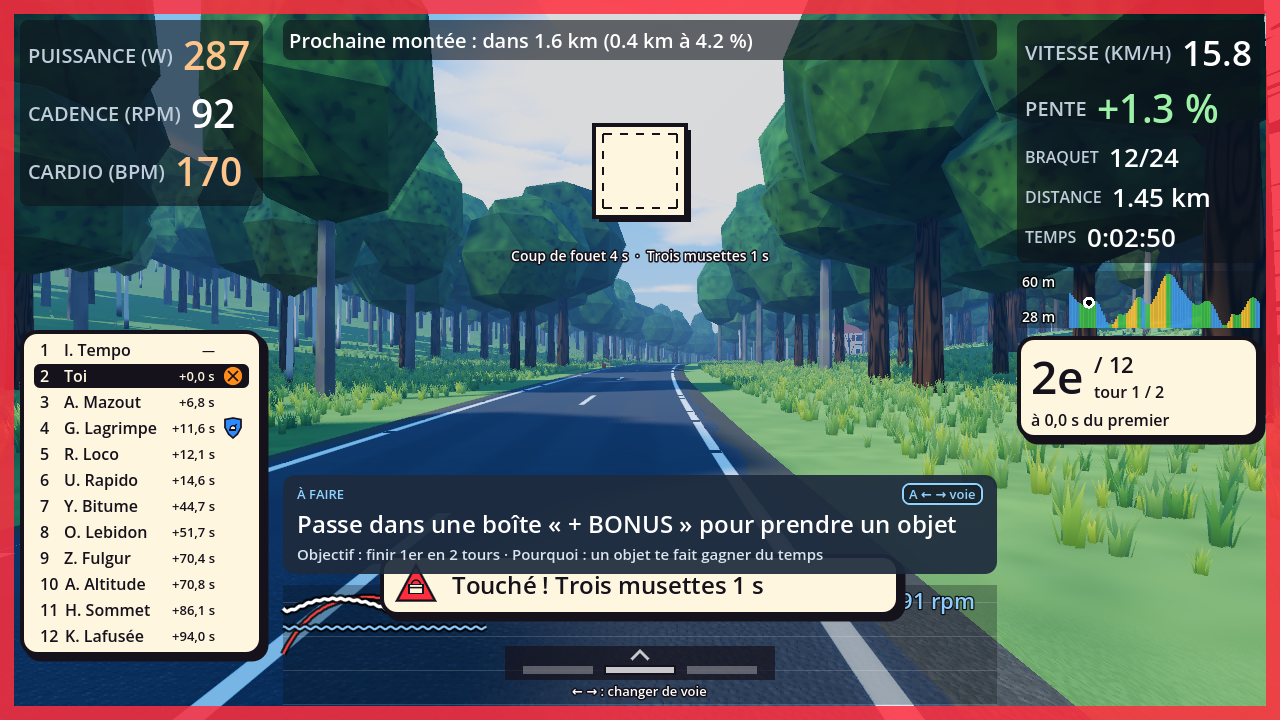 PUISSANCE (W) 287
CADENCE (RPM) 92
CARDIO (BPM) 170
Prochaine montée : dans 1.6 km (0.4 km à 4.2 %)
VITESSE (KM/H) 15.8
PENTE +1.3 %
BRAQUET 12/24
DISTANCE 1.45 km
TEMPS 0:02:50
Coup de fouet 4 s · Trois musettes 1 s
60 m
28 m
1 I. Tempo —
2 Toi +0,0 s
3 A. Mazout +6,8 s
4 G. Lagrimpe +11,6 s
5 R. Loco +12,1 s
6 U. Rapido +14,6 s
7 Y. Bitume +44,7 s
8 O. Lebidon +51,7 s
9 Z. Fulgur +70,4 s
10 A. Altitude +70,8 s
11 H. Sommet +86,1 s
12 K. Lafusée +94,0 s
2e / 12
tour 1 / 2
à 0,0 s du premier
À FAIRE
A ← → voie
Passe dans une boîte « + BONUS » pour prendre un objet
Objectif : finir 1er en 2 tours · Pourquoi : un objet te fait gagner du temps
Touché ! Trois musettes 1 s
91 rpm
← → : changer de voie